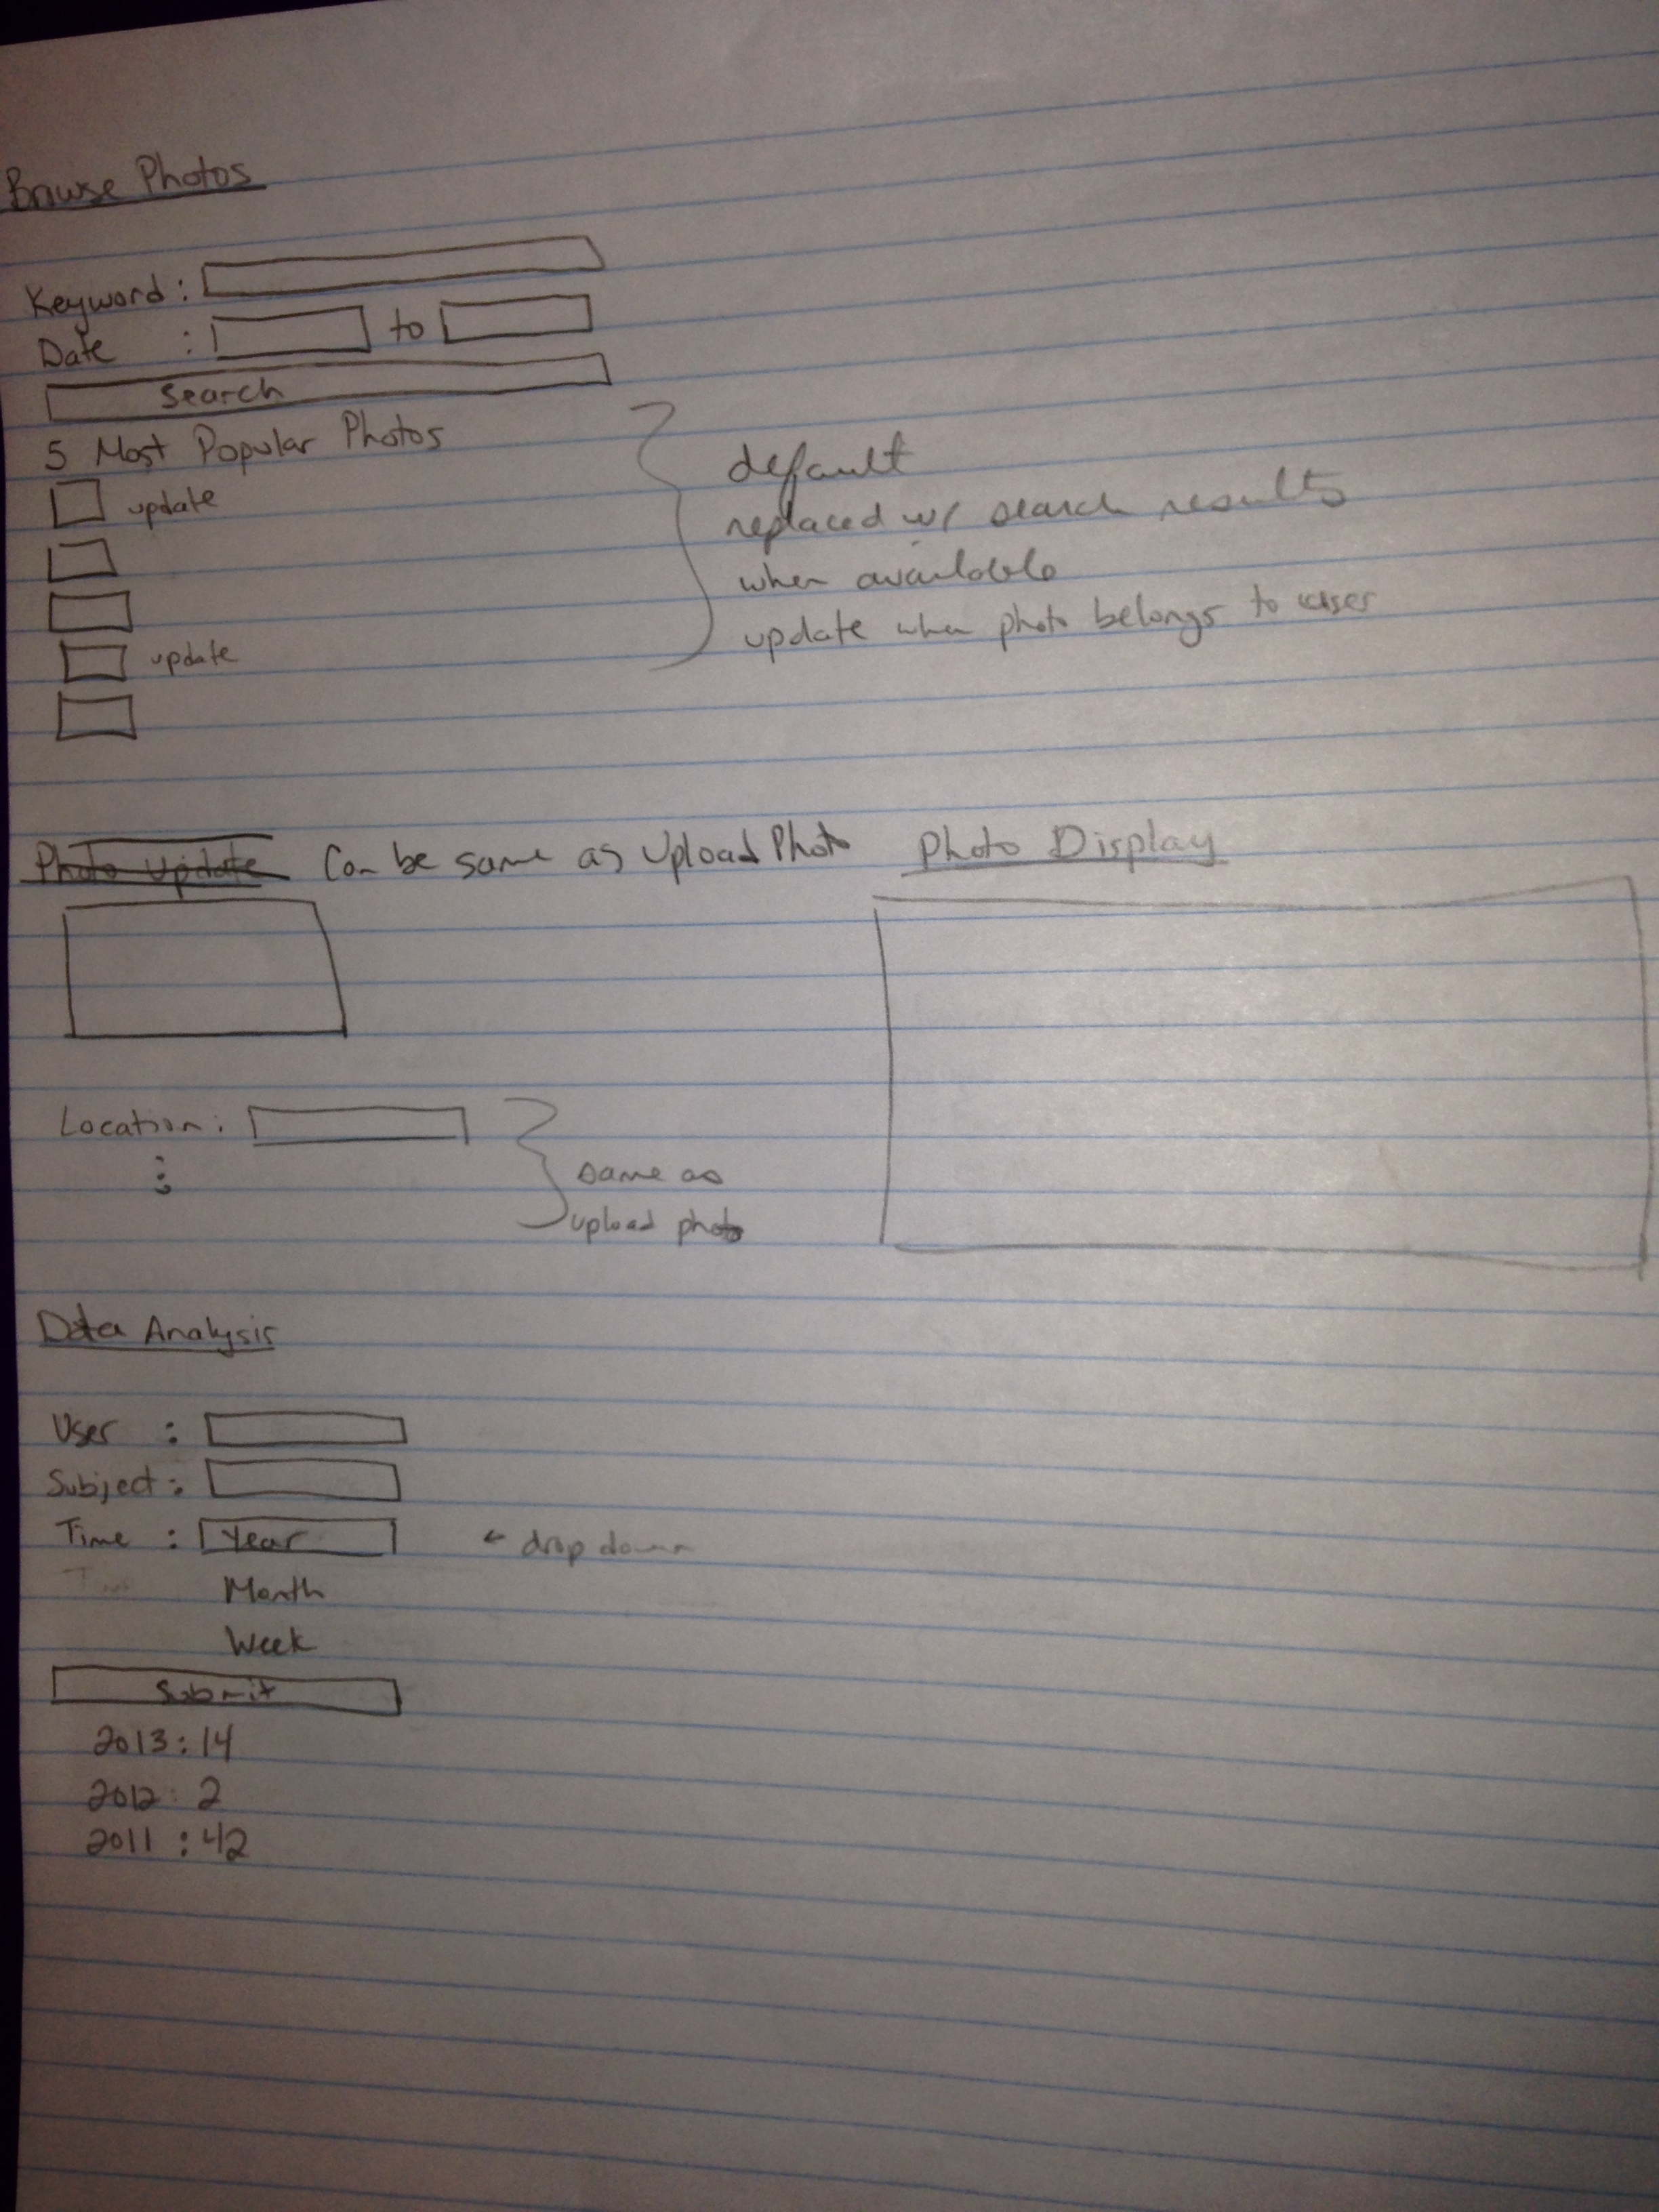 Browse Photos
Keyword :
Date : to
Search
5 Most Popular Photos
update
update
default
replaced w/ search results
when available
update when photo belongs to user
Photo Update Can be same as Upload Photo
Photo Display
Location :
same as
upload photo
Data Analysis
User :
Subject :
Time : Year ← drop down
Month
Week
Submit
2013 : 14
2012 : 2
2011 : 42